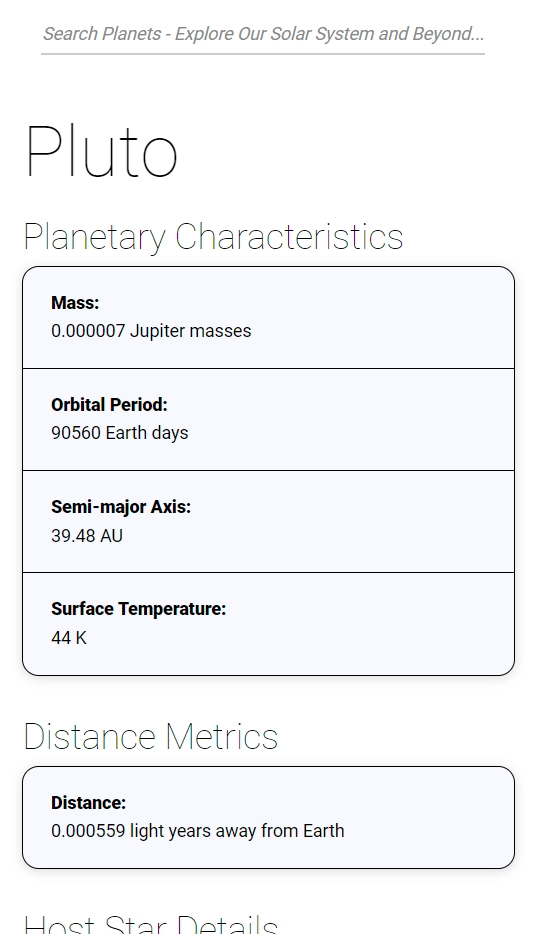 Search Planets - Explore Our Solar System and Beyond...
Pluto
Planetary Characteristics
Mass:
0.000007 Jupiter masses
Orbital Period:
90560 Earth days
Semi-major Axis:
39.48 AU
Surface Temperature:
44 K
Distance Metrics
Distance:
0.000559 light years away from Earth
Host Star Details